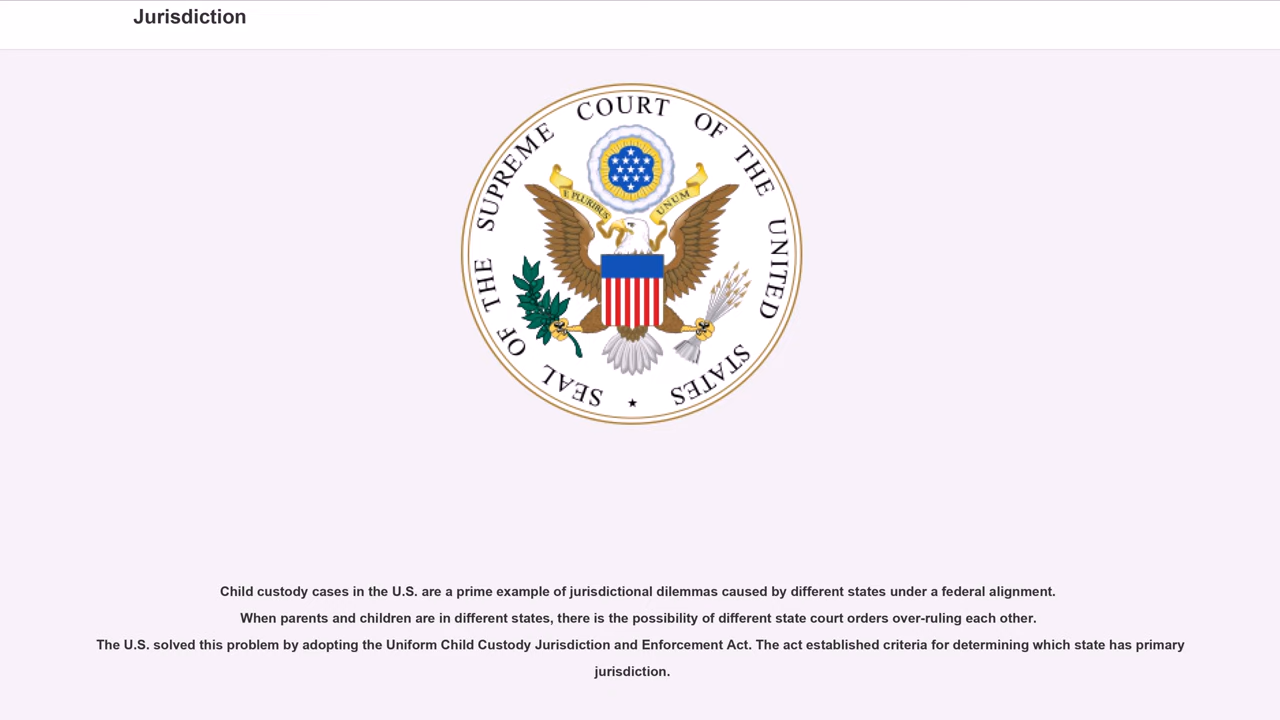 Jurisdiction
SEAL OF THE SUPREME COURT OF THE UNITED STATES
E PLURIBUS UNUM
Child custody cases in the U.S. are a prime example of jurisdictional dilemmas caused by different states under a federal alignment.
When parents and children are in different states, there is the possibility of different state court orders over-ruling each other.
The U.S. solved this problem by adopting the Uniform Child Custody Jurisdiction and Enforcement Act. The act established criteria for determining which state has primary
jurisdiction.